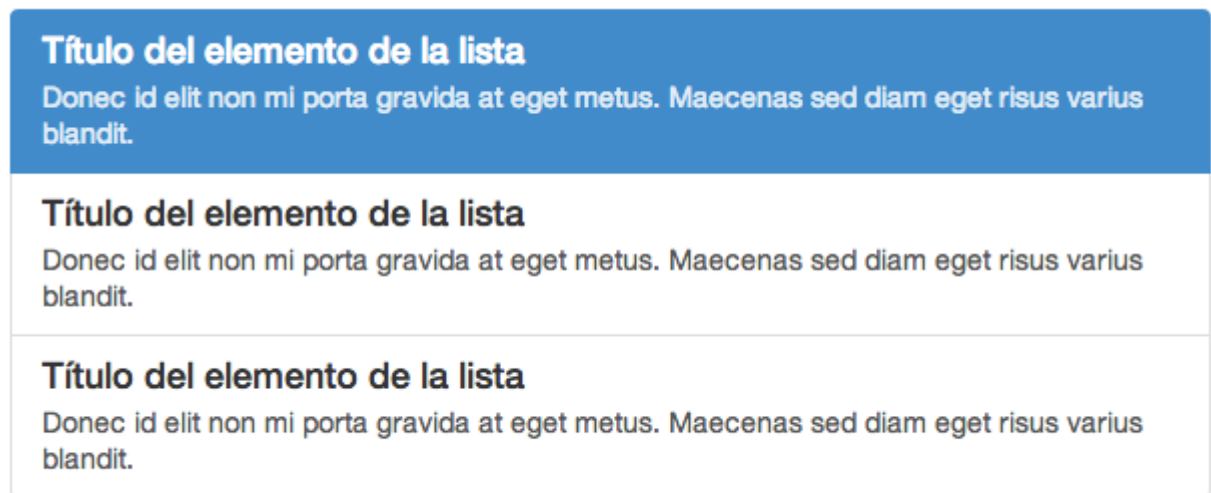 Título del elemento de la lista
Donec id elit non mi porta gravida at eget metus. Maecenas sed diam eget risus varius
blandit.
Título del elemento de la lista
Donec id elit non mi porta gravida at eget metus. Maecenas sed diam eget risus varius
blandit.
Título del elemento de la lista
Donec id elit non mi porta gravida at eget metus. Maecenas sed diam eget risus varius
blandit.